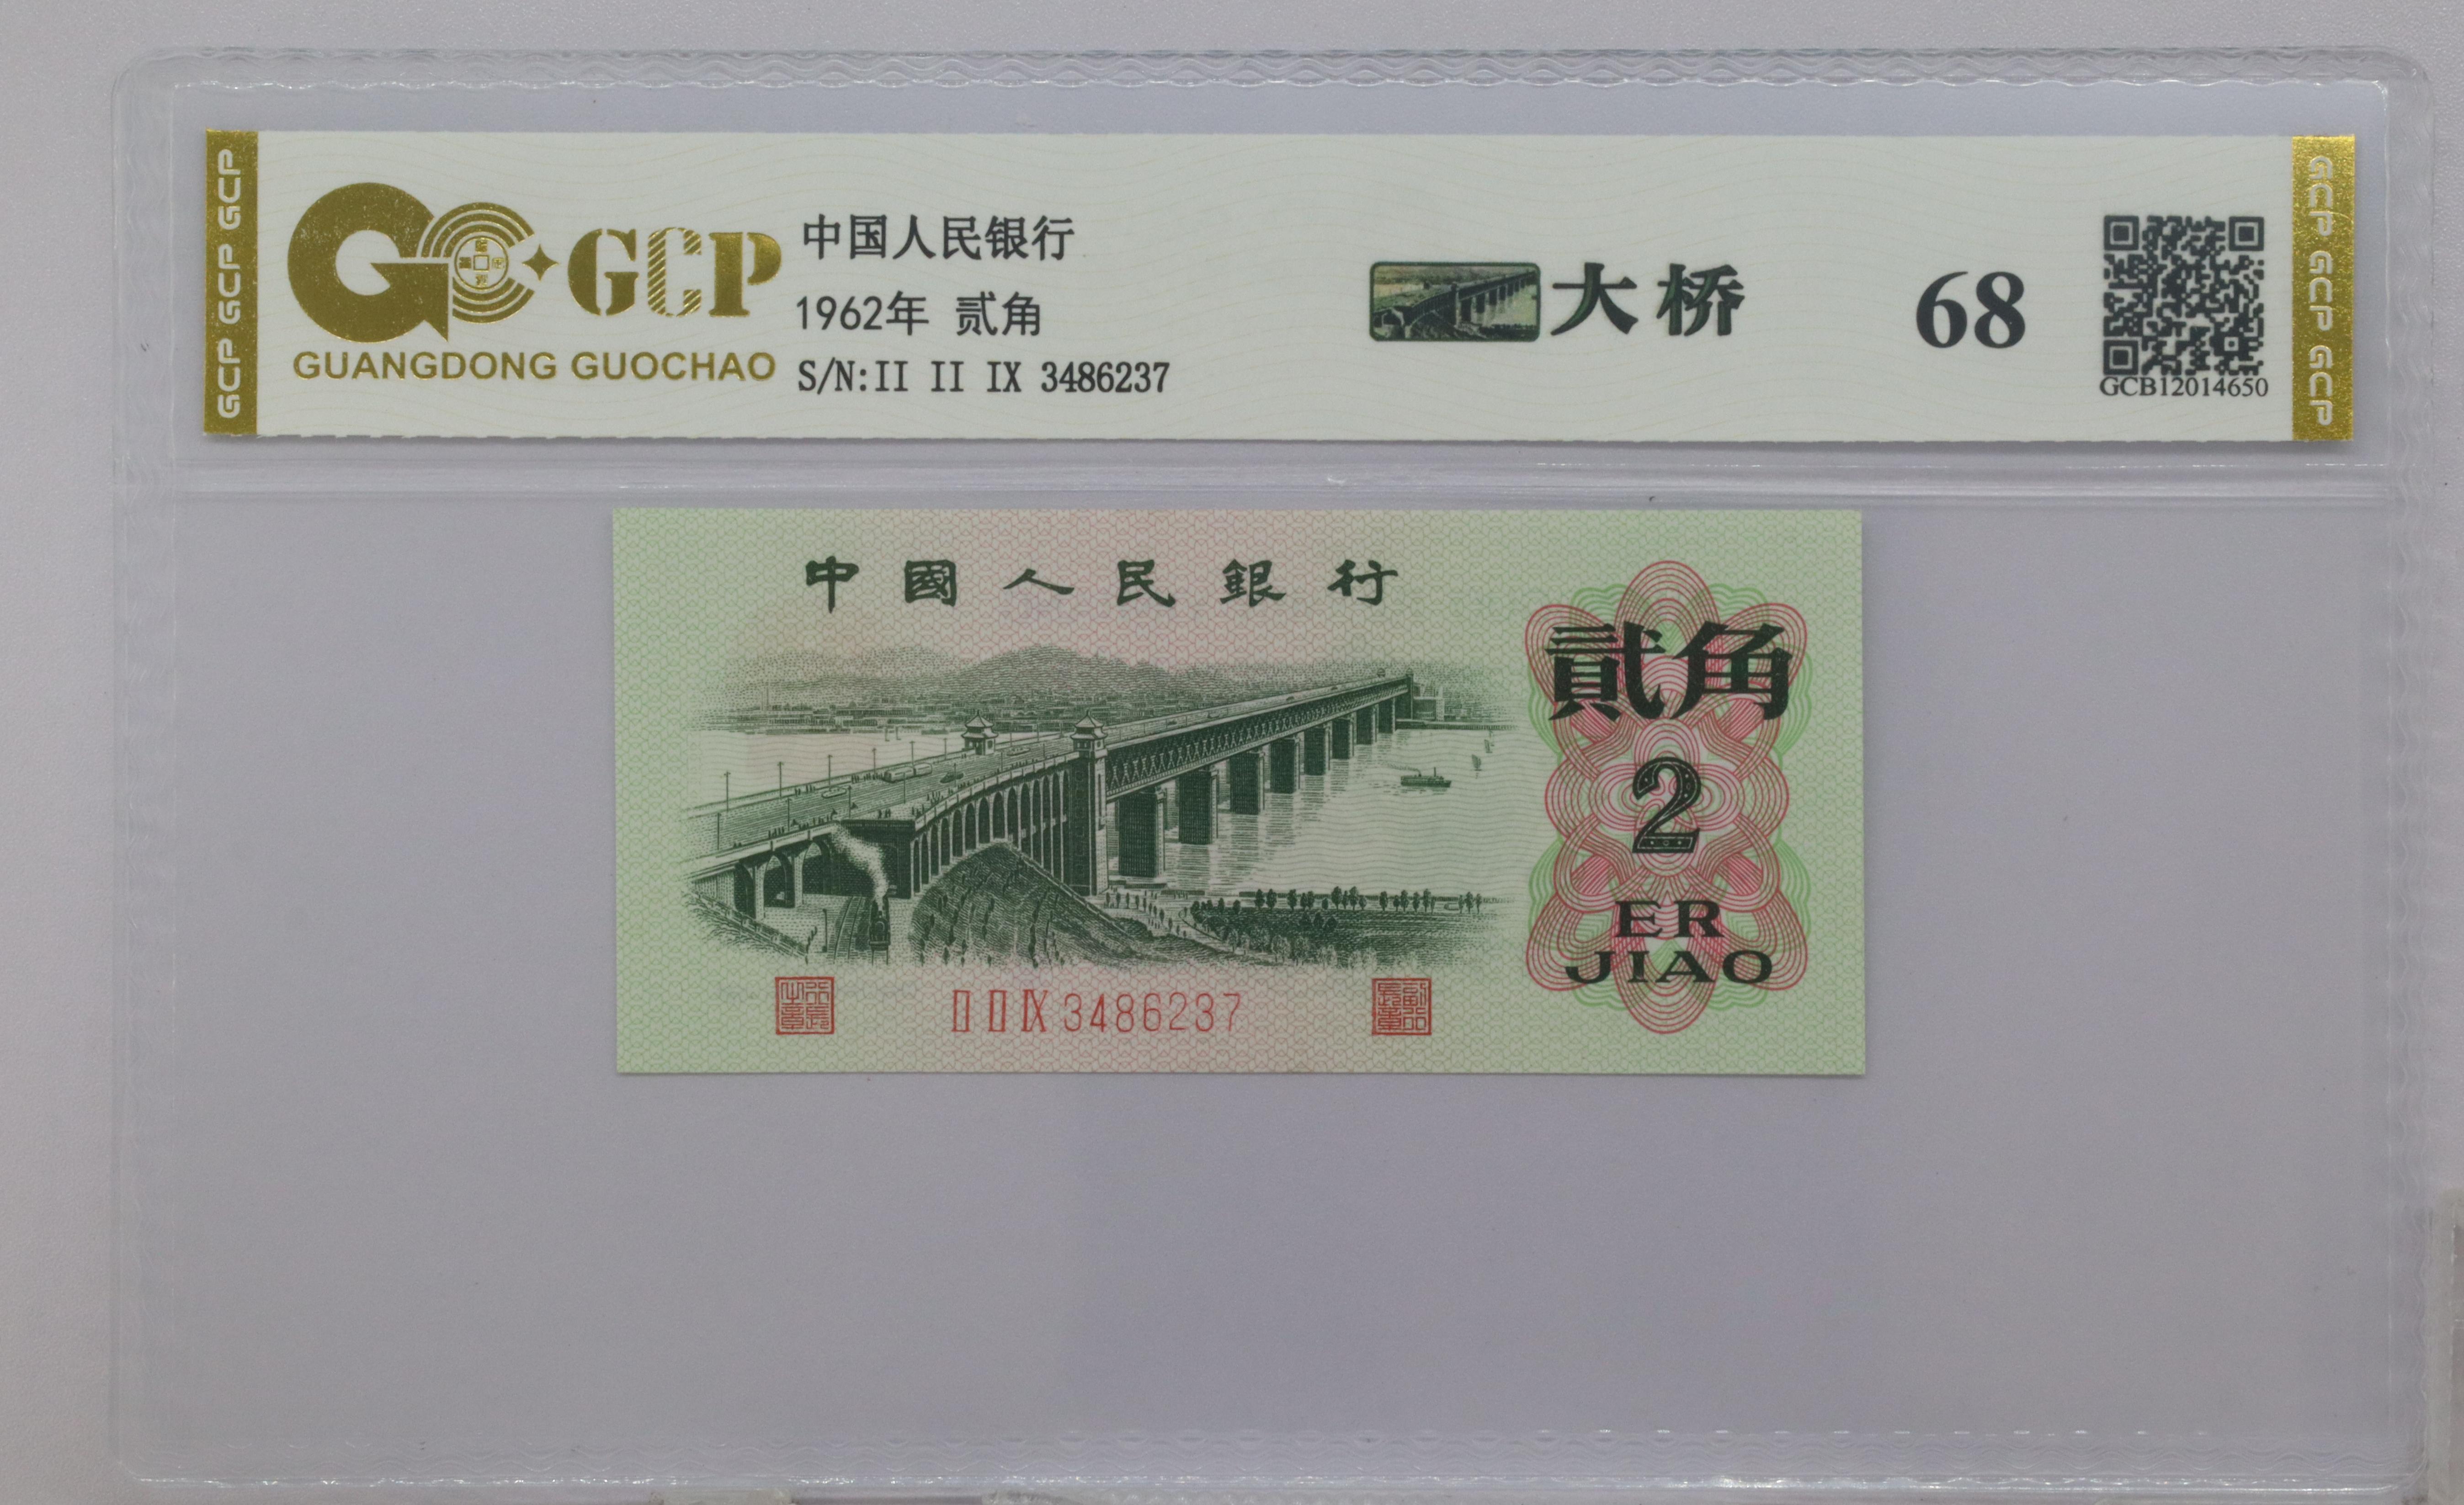 GCP GCP GCP
GCP
GUANGDONG GUOCHAO
中国人民银行
1962年 贰角
S/N:II II IX 3486237
大桥
68
GCB12014650
GCP GCP GCP
中國人民銀行
貳角
2
ER
JIAO
II II IX 3486237